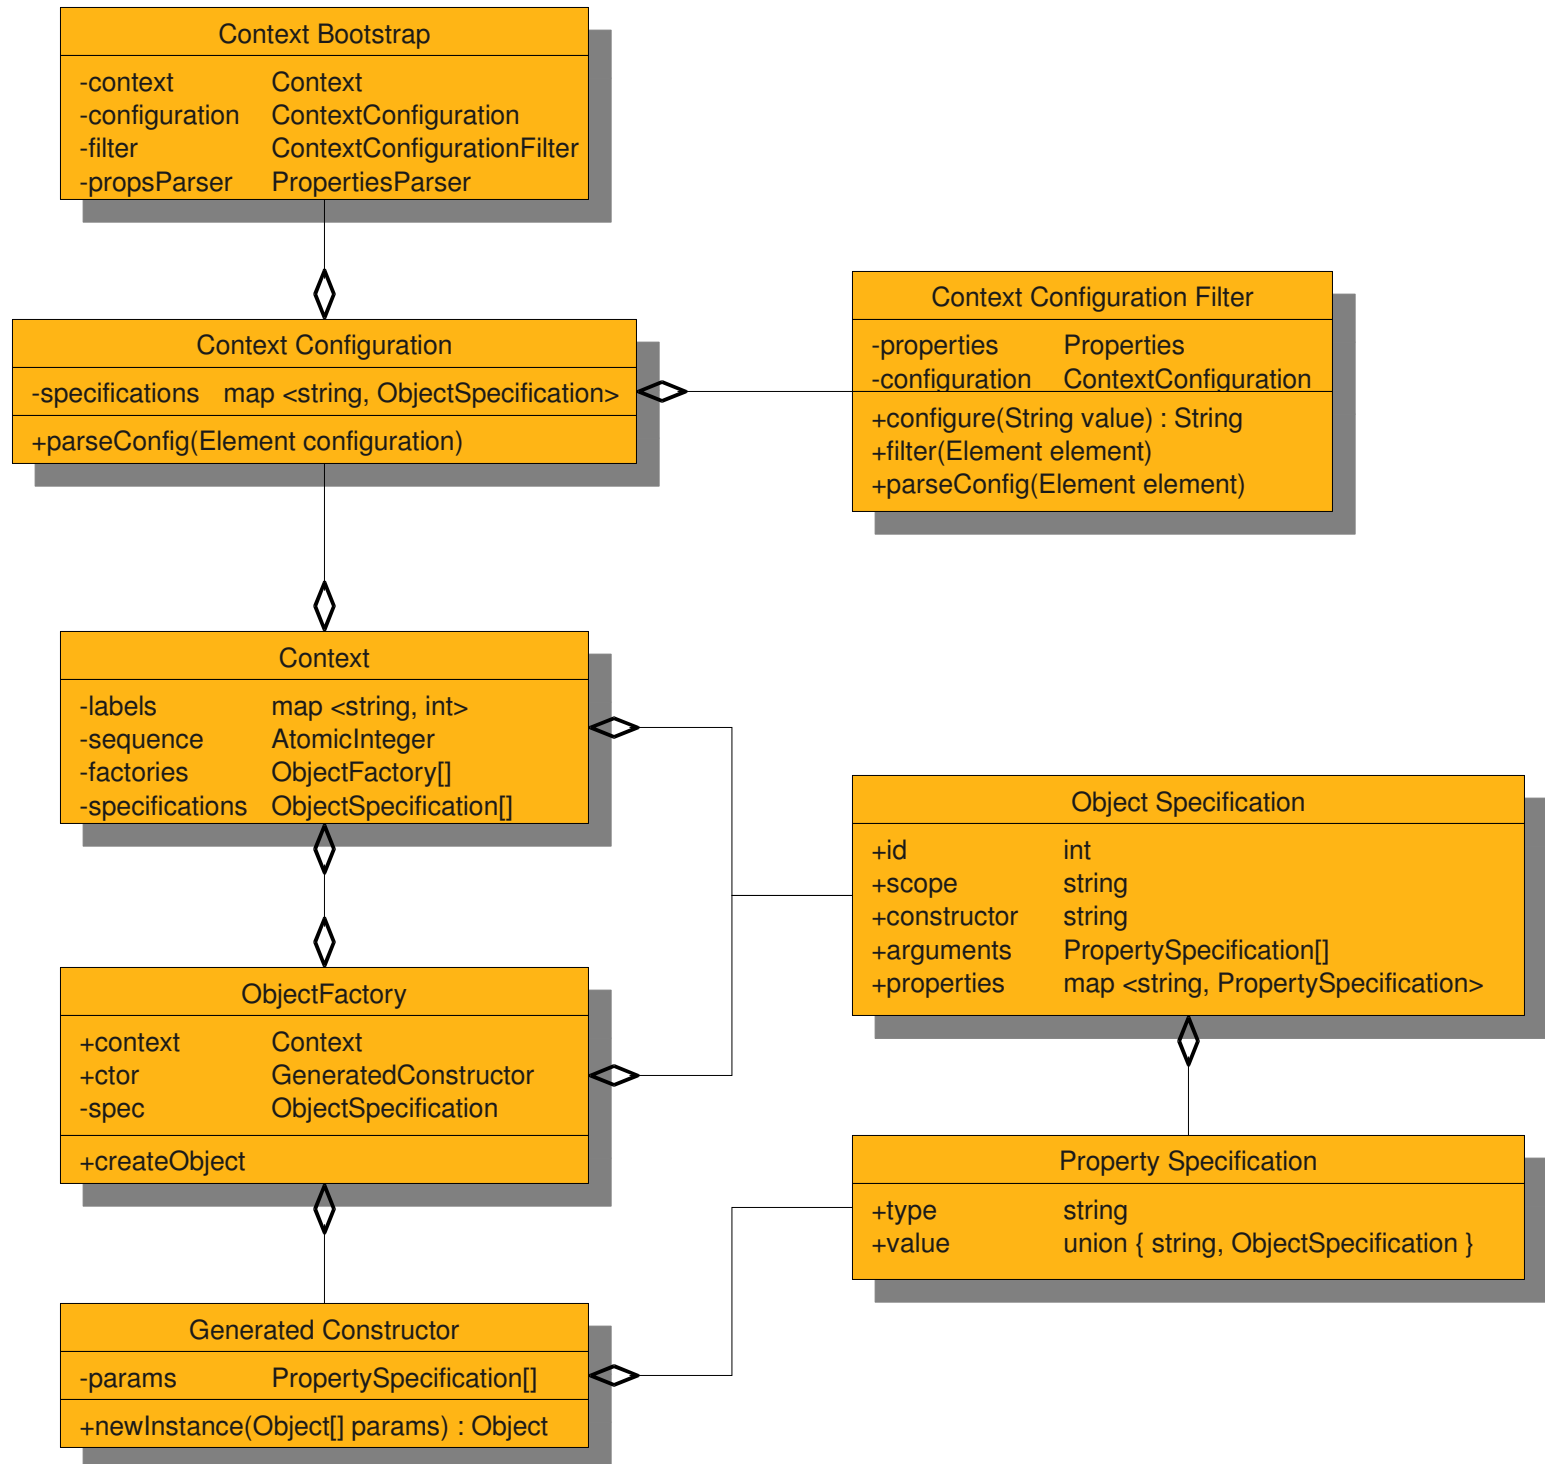 Context Bootstrap
-context Context
-configuration ContextConfiguration
-filter ContextConfigurationFilter
-propsParser PropertiesParser
Context Configuration Filter
-properties Properties
-configuration ContextConfiguration
+configure(String value) : String
+filter(Element element)
+parseConfig(Element element)
Context Configuration
-specifications map <string, ObjectSpecification>
+parseConfig(Element configuration)
Context
-labels map <string, int>
-sequence AtomicInteger
-factories ObjectFactory[]
-specifications ObjectSpecification[]
Object Specification
+id int
+scope string
+constructor string
+arguments PropertySpecification[]
+properties map <string, PropertySpecification>
ObjectFactory
+context Context
+ctor GeneratedConstructor
-spec ObjectSpecification
+createObject
Property Specification
+type string
+value union { string, ObjectSpecification }
Generated Constructor
-params PropertySpecification[]
+newInstance(Object[] params) : Object